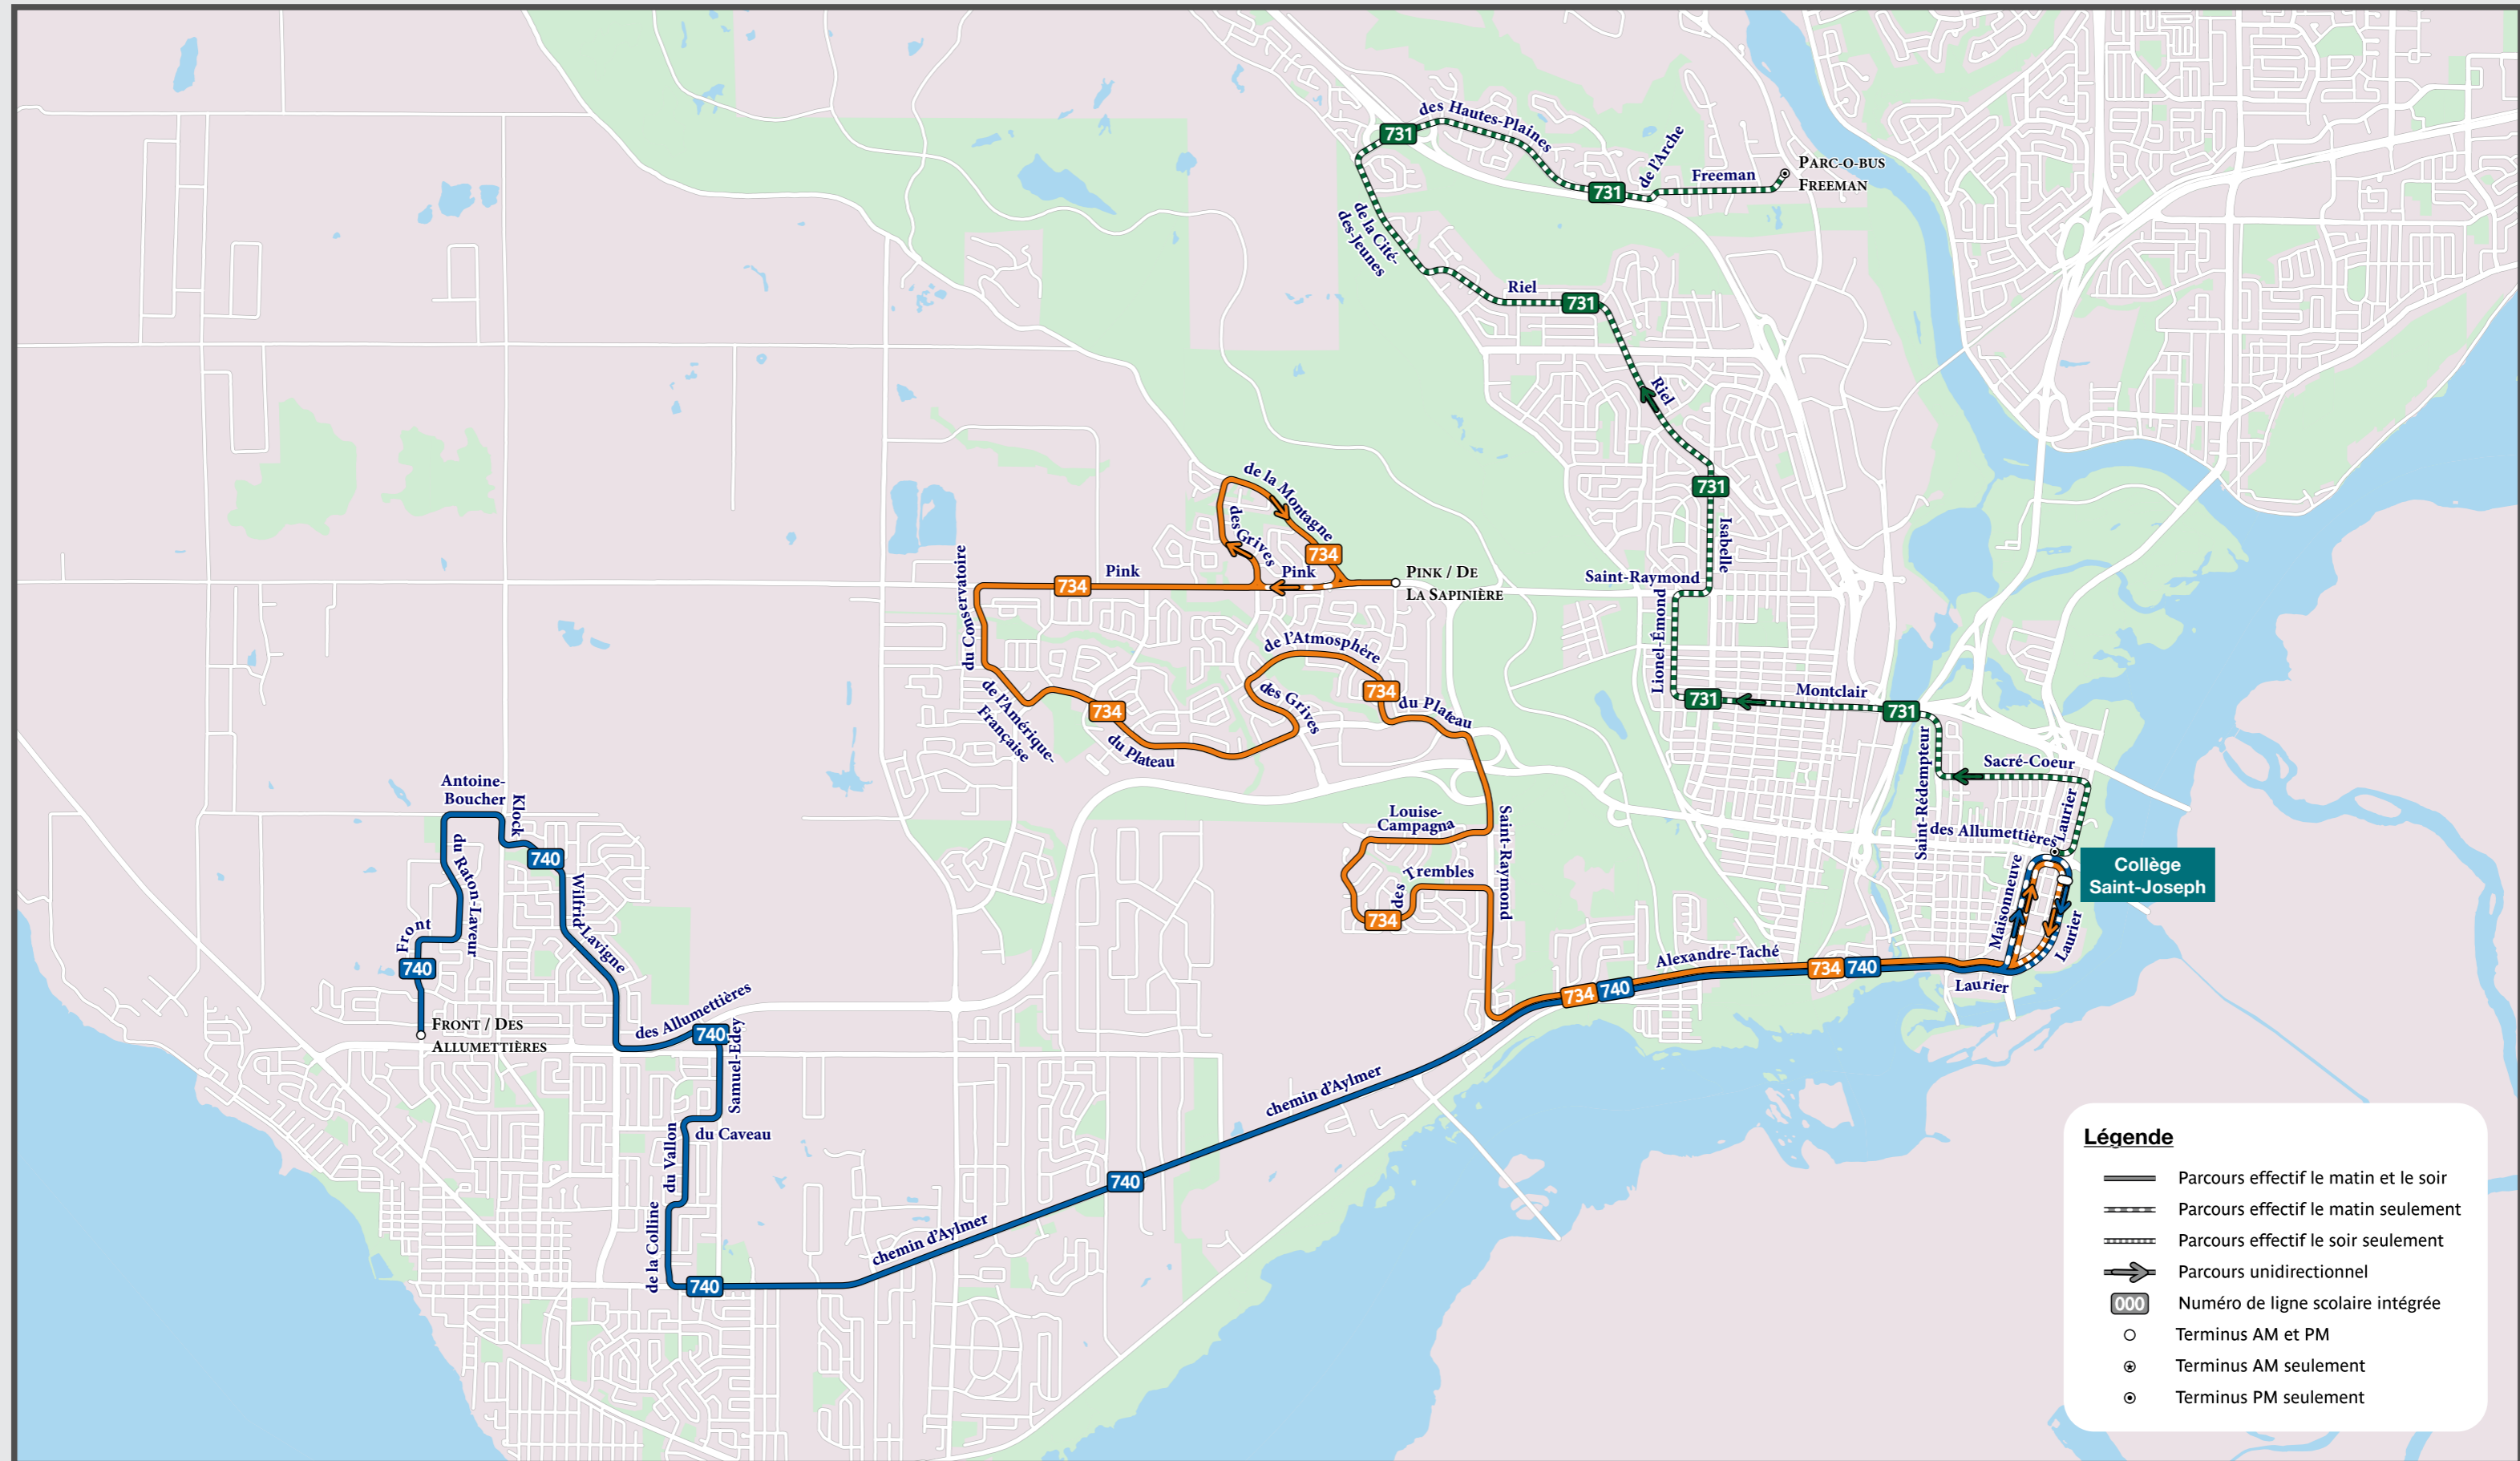 des Hautes-Plaines
731
de l'Arche
731
Freeman
PARC-O-BUS
FREEMAN
de la Cité-
des-Jeunes
Riel
731
Riel
731
Isabelle
Saint-Raymond
Lionel-Émond
731
Montclair
731
Saint-Rédempteur
Sacré-Coeur
Laurier
des Allumettières
Collège
Saint-Joseph
Maisonneuve
Laurier
Laurier
de la Montagne
des Grives
734
Pink
734
Pink
PINK / DE
LA SAPINIÈRE
du Conservatoire
de l'Amérique-
Française
734
du Plateau
des Grives
de l'Atmosphère
734
du Plateau
Saint-Raymond
Louise-
Campagna
des Trembles
734
Alexandre-Taché
734
740
734
740
Antoine-
Boucher
Klock
740
du Raton-Laveur
Front
740
FRONT / DES
ALLUMETTIÈRES
Wilfrid-Lavigne
des Allumettières
740
Samuel-Edey
du Caveau
du Vallon
de la Colline
740
chemin d'Aylmer
740
chemin d'Aylmer
Légende
Parcours effectif le matin et le soir
Parcours effectif le matin seulement
Parcours effectif le soir seulement
Parcours unidirectionnel
000 Numéro de ligne scolaire intégrée
Terminus AM et PM
Terminus AM seulement
Terminus PM seulement